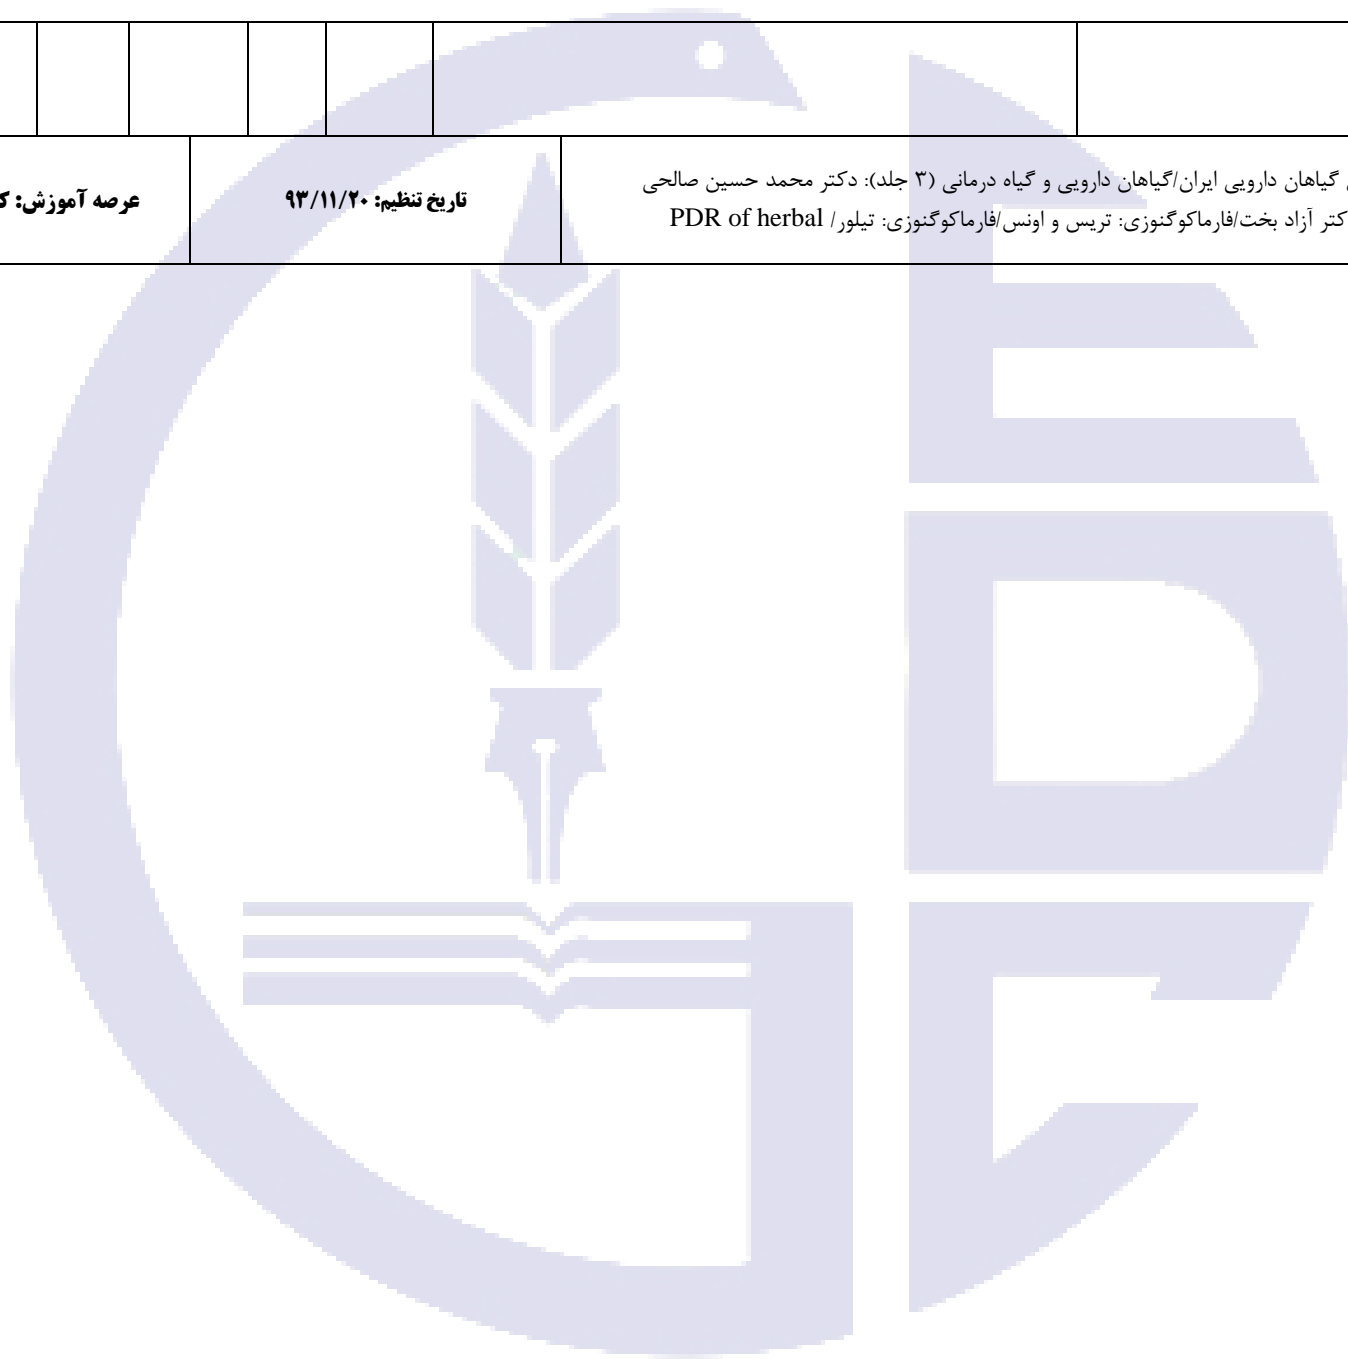 گیاهان دارویی ایران/گیاهان دارویی و گیاه درمانی (۳ جلد): دکتر محمد حسین صالحی
آزاد بخت/فارماکوگنوزی: تریس و اونس/فارماکوگنوزی: تیلور/ PDR of herbal
تاریخ تنظیم: ۹۳/۱۱/۲۰
عرصه آموزش: